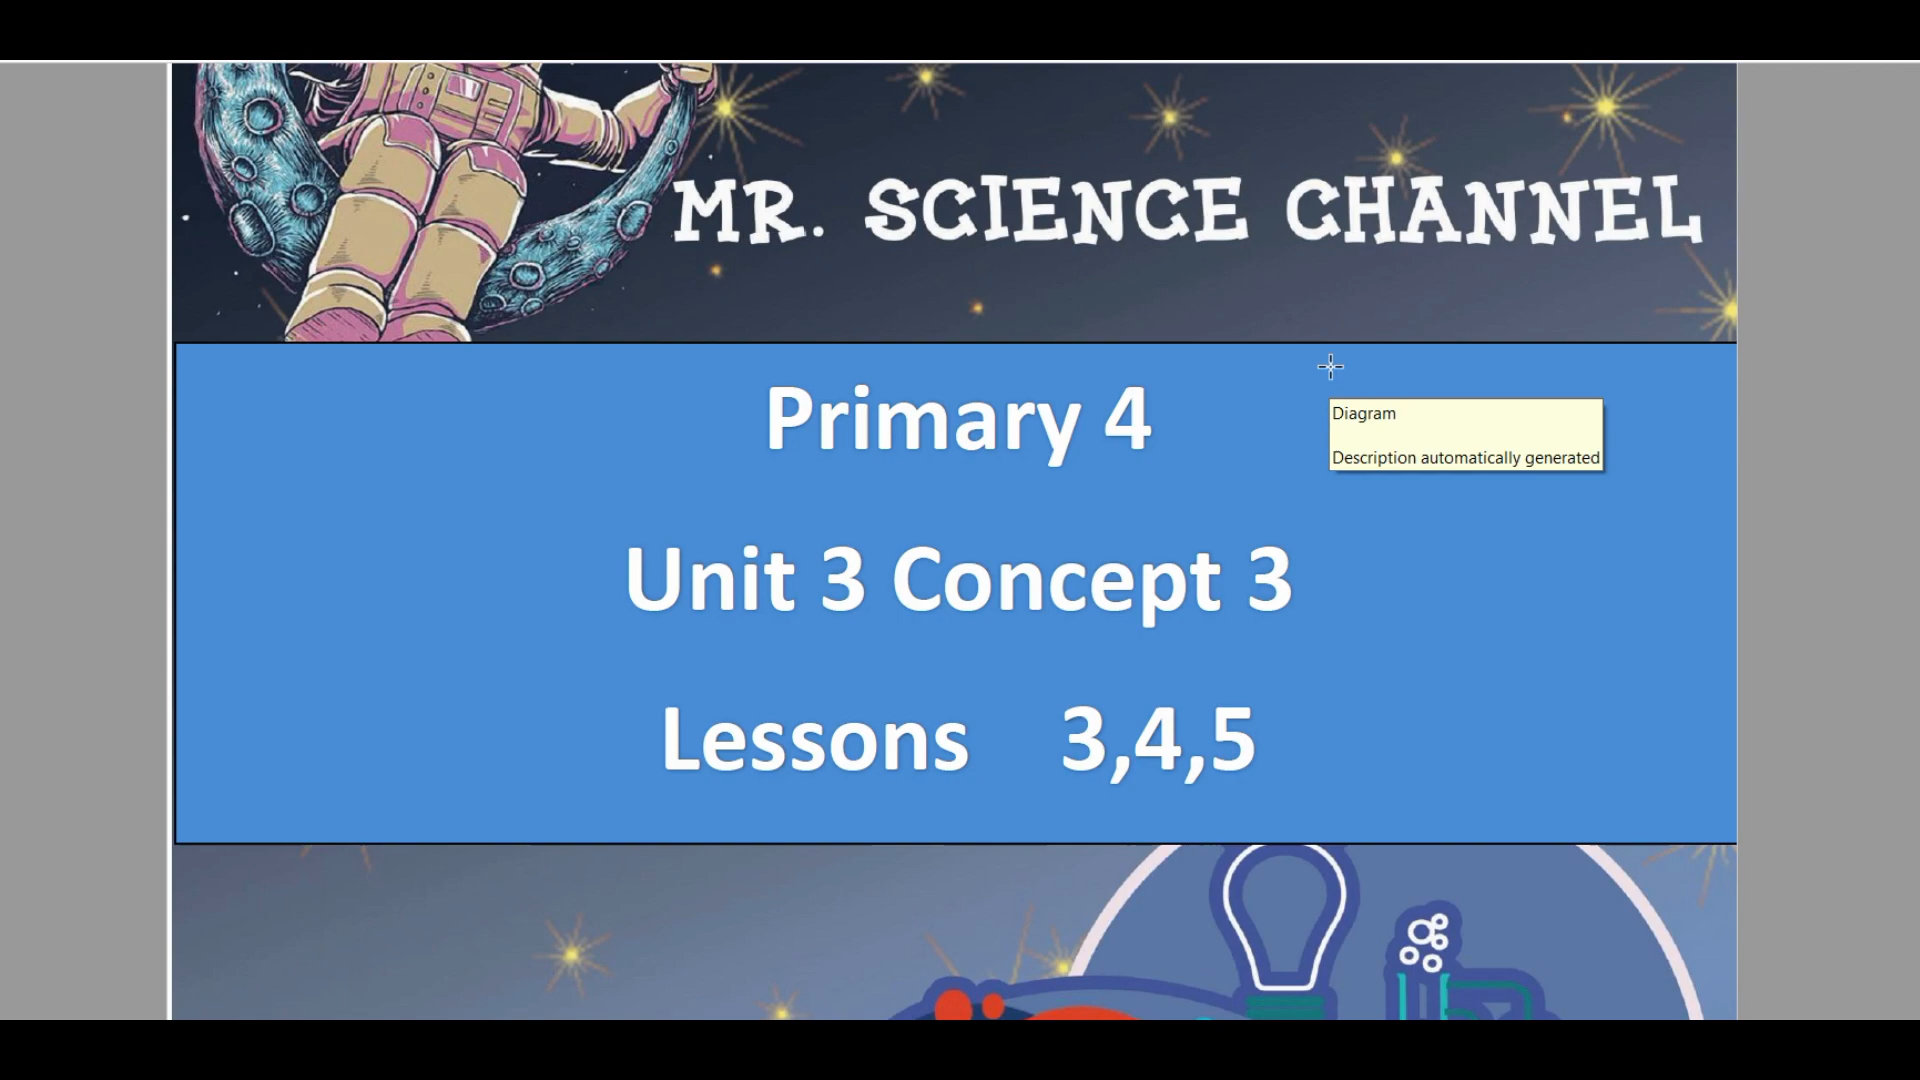 MR. SCIENCE CHANNEL
Primary 4
Diagram
Description automatically generated
Unit 3 Concept 3
Lessons 3,4,5